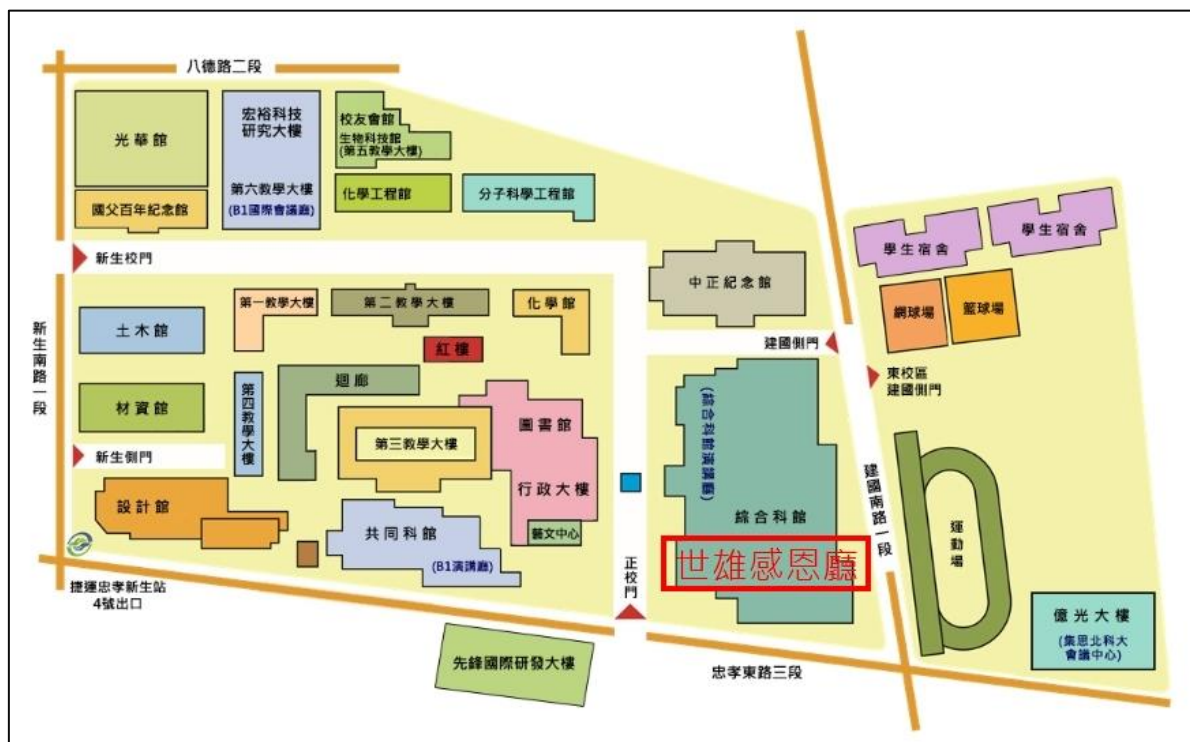 八德路二段
光華館
宏裕科技
研究大樓
第六教學大樓
(B1國際會議廳)
校友會館
生物科技館
(第五教學大樓)
化學工程館
分子科學工程館
國父百年紀念館
新生校門
學生宿舍
學生宿舍
中正紀念館
網球場
籃球場
建國側門
東校區
建國側門
新生南路一段
土木館
第一教學大樓
第二教學大樓
化學館
紅樓
迴廊
材資館
第四教學大樓
第三教學大樓
圖書館
行政大樓
藝文中心
新生側門
設計館
共同科館
(B1演講廳)
(綜合科館演講廳)
綜合科館
世雄感恩廳
建國南路一段
運動場
正校門
捷運忠孝新生站
4號出口
先鋒國際研發大樓
忠孝東路三段
億光大樓
(集思北科大
會議中心)